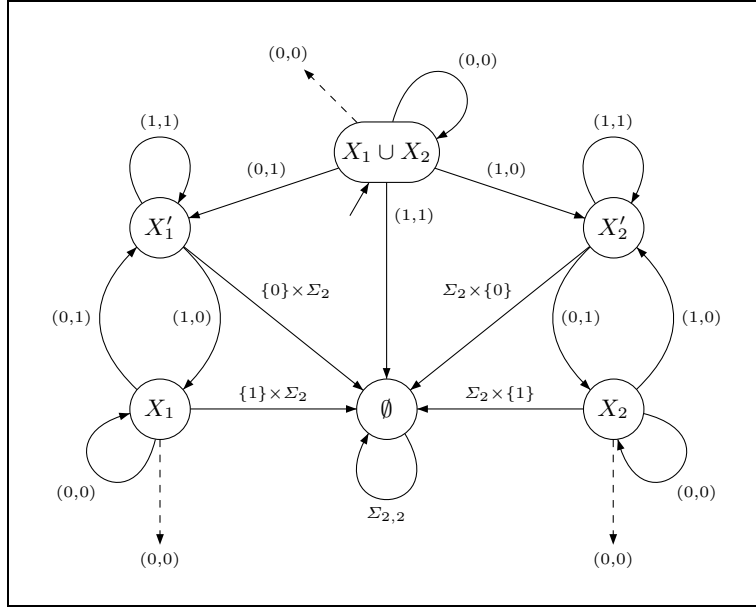 (0,0)
(0,0)
X₁ ∪ X₂
(1,1)
(1,1)
(0,1)
(1,0)
(1,1)
X₁′
X₂′
{0}×Σ₂
Σ₂×{0}
(0,1)
(1,0)
(0,1)
(1,0)
{1}×Σ₂
Σ₂×{1}
X₁
∅
X₂
(0,0)
(0,0)
Σ₂,₂
(0,0)
(0,0)